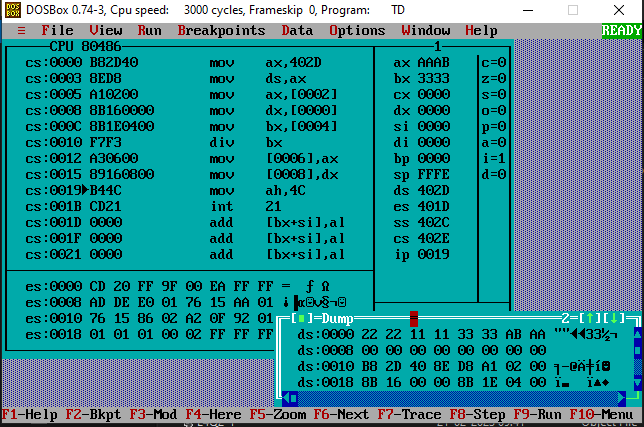 DOSBox 0.74-3, Cpu speed: 3000 cycles, Frameskip 0, Program: TD
≡ File View Run Breakpoints Data Options Window Help READY
CPU 80486 1
cs:0000 B82D40 mov ax,402D ax AAAB c=0
cs:0003 8ED8 mov ds,ax bx 3333 z=0
cs:0005 A10200 mov ax,[0002] cx 0000 s=0
cs:0008 8B160000 mov dx,[0000] dx 0000 o=0
cs:000C 8B1E0400 mov bx,[0004] si 0000 p=0
cs:0010 F7F3 div bx di 0000 a=0
cs:0012 A30600 mov [0006],ax bp 0000 i=1
cs:0015 89160800 mov [0008],dx sp FFFE d=0
cs:0019►B44C mov ah,4C ds 402D
cs:001B CD21 int 21 es 401D
cs:001D 0000 add [bx+si],al ss 402C
cs:001F 0000 add [bx+si],al cs 402E
cs:0021 0000 add [bx+si],al ip 0019
es:0000 CD 20 FF 9F 00 EA FF FF = ƒ Ω
es:0008 AD DE E0 01 76 15 AA 01
es:0010 76 15 86 02 A2 0F 92 01
es:0018 01 01 01 00 02 FF FF FF
[■]=Dump 2=[↑][↓]
ds:0000 22 22 11 11 33 33 AB AA ""◄◄33½¬
ds:0008 00 00 00 00 00 00 00 00
ds:0010 B8 2D 40 8E D8 A1 02 00
ds:0018 8B 16 00 00 8B 1E 04 00
F1-Help F2-Bkpt F3-Mod F4-Here F5-Zoom F6-Next F7-Trace F8-Step F9-Run F10-Menu